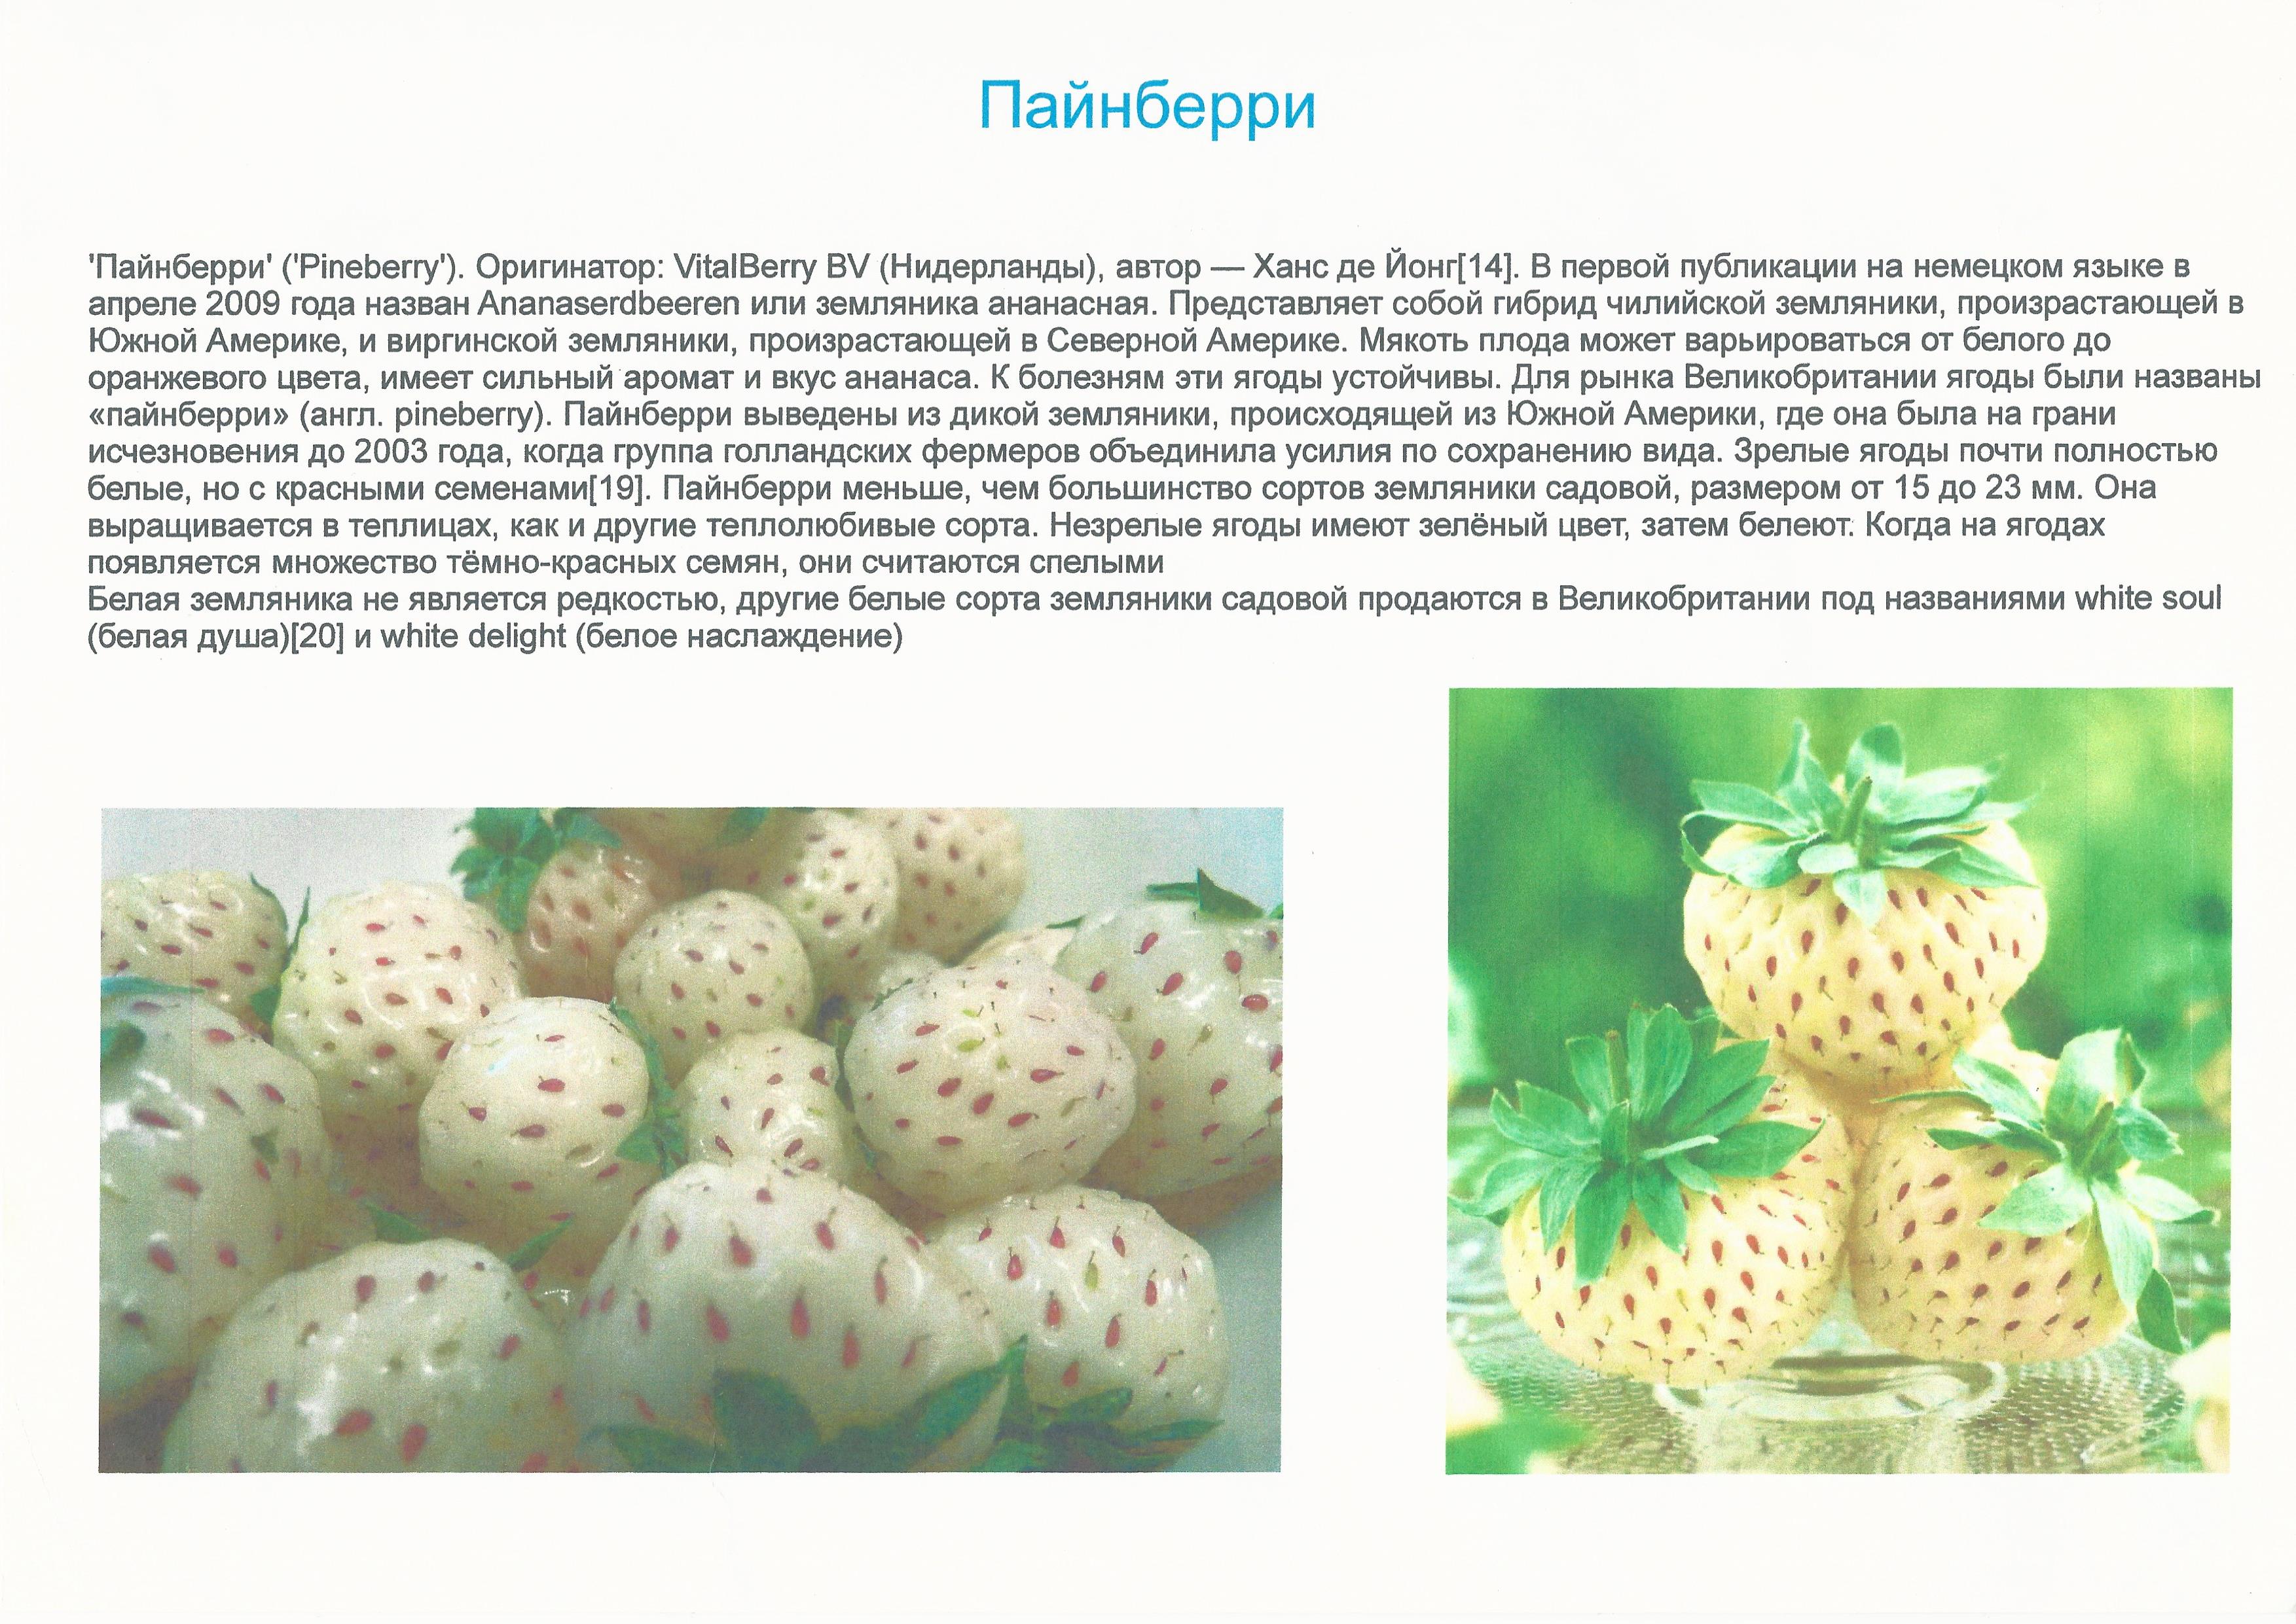 Пайнберри
'Пайнберри' ('Pineberry'). Оригинатор: VitalBerry BV (Нидерланды), автор — Ханс де Йонг[14]. В первой публикации на немецком языке в
апреле 2009 года назван Ananaserdbeeren или земляника ананасная. Представляет собой гибрид чилийской земляники, произрастающей в
Южной Америке, и виргинской земляники, произрастающей в Северной Америке. Мякоть плода может варьироваться от белого до
оранжевого цвета, имеет сильный аромат и вкус ананаса. К болезням эти ягоды устойчивы. Для рынка Великобритании ягоды были названы
«пайнберри» (англ. pineberry). Пайнберри выведены из дикой земляники, происходящей из Южной Америки, где она была на грани
исчезновения до 2003 года, когда группа голландских фермеров объединила усилия по сохранению вида. Зрелые ягоды почти полностью
белые, но с красными семенами[19]. Пайнберри меньше, чем большинство сортов земляники садовой, размером от 15 до 23 мм. Она
выращивается в теплицах, как и другие теплолюбивые сорта. Незрелые ягоды имеют зелёный цвет, затем белеют. Когда на ягодах
появляется множество тёмно-красных семян, они считаются спелыми
Белая земляника не является редкостью, другие белые сорта земляники садовой продаются в Великобритании под названиями white soul
(белая душа)[20] и white delight (белое наслаждение)